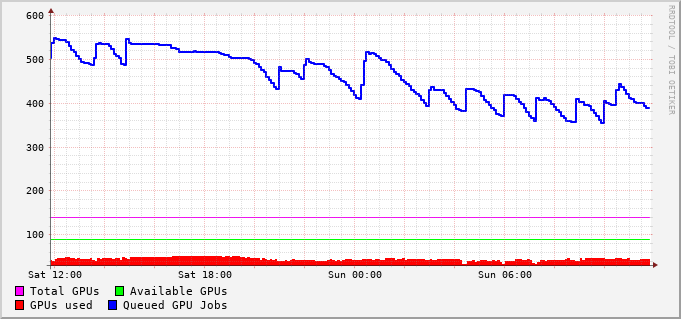 600
500
400
300
200
100
Sat 12:00 Sat 18:00 Sun 00:00 Sun 06:00
Total GPUs Available GPUs
GPUs used Queued GPU Jobs
RRDTOOL / TOBI OETIKER